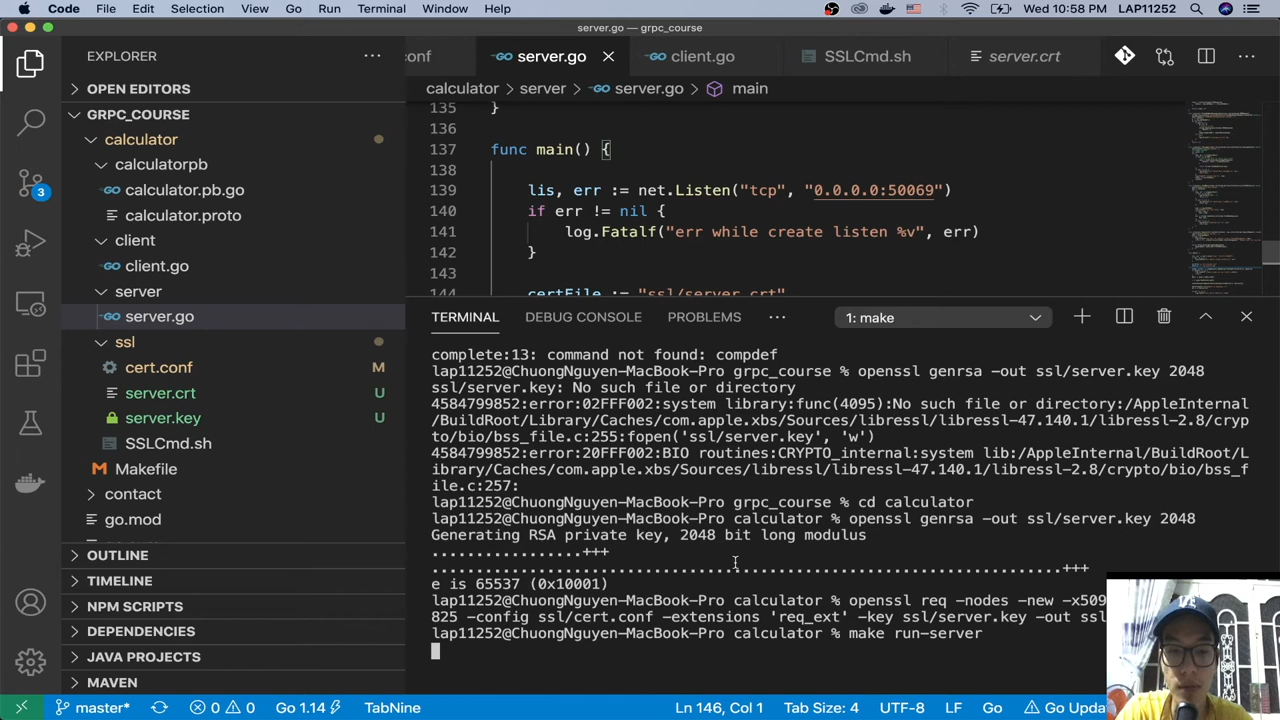 Code File Edit Selection View Go Run Terminal Window Help Wed 10:58 PM LAP11252
server.go — grpc_course
EXPLORER
OPEN EDITORS
GRPC_COURSE
calculator
calculatorpb
calculator.pb.go
calculator.proto
client
client.go
server
server.go
ssl
cert.conf M
server.crt U
server.key U
SSLCmd.sh
Makefile
contact
go.mod
OUTLINE
TIMELINE
NPM SCRIPTS
DEPENDENCIES
JAVA PROJECTS
MAVEN
3
onf server.go client.go SSLCmd.sh server.crt
calculator server server.go main
135 }
136
137 func main() {
138
139 lis, err := net.Listen("tcp", "0.0.0.0:50069")
140 if err != nil {
141 log.Fatalf("err while create listen %v", err)
142 }
143
144 certFile := "ssl/server.crt"
TERMINAL DEBUG CONSOLE PROBLEMS 1: make
complete:13: command not found: compdef
lap11252@ChuongNguyen-MacBook-Pro grpc_course % openssl genrsa -out ssl/server.key 2048
ssl/server.key: No such file or directory
4584799852:error:02FFF002:system library:func(4095):No such file or directory:/AppleInternal
/BuildRoot/Library/Caches/com.apple.xbs/Sources/libressl/libressl-47.140.1/libressl-2.8/cryp
to/bio/bss_file.c:255:fopen('ssl/server.key', 'w')
4584799852:error:20FFF002:BIO routines:CRYPTO_internal:system lib:/AppleInternal/BuildRoot/L
ibrary/Caches/com.apple.xbs/Sources/libressl/libressl-47.140.1/libressl-2.8/crypto/bio/bss_f
ile.c:257:
lap11252@ChuongNguyen-MacBook-Pro grpc_course % cd calculator
lap11252@ChuongNguyen-MacBook-Pro calculator % openssl genrsa -out ssl/server.key 2048
Generating RSA private key, 2048 bit long modulus
.................+++
......................................................................+++
e is 65537 (0x10001)
lap11252@ChuongNguyen-MacBook-Pro calculator % openssl req -nodes -new -x509
825 -config ssl/cert.conf -extensions 'req_ext' -key ssl/server.key -out ssl
lap11252@ChuongNguyen-MacBook-Pro calculator % make run-server
master* 0 0 Go 1.14 TabNine Ln 146, Col 1 Tab Size: 4 UTF-8 LF Go Go Upda